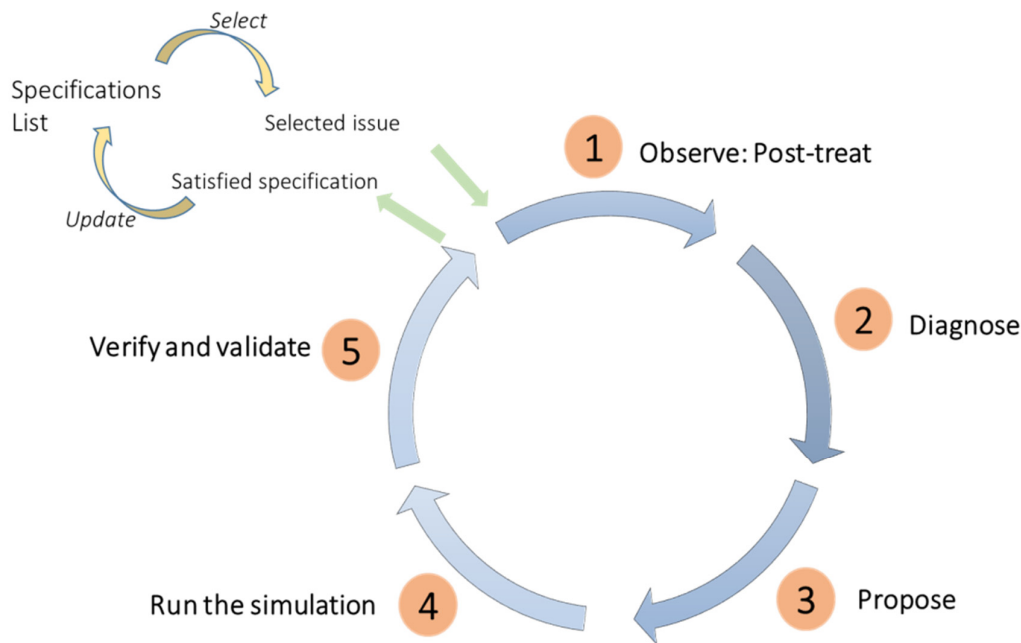 Select
Specifications
List
Selected issue
Satisfied specification
Update
1
Observe: Post-treat
2
Diagnose
3
Propose
4
Run the simulation
5
Verify and validate